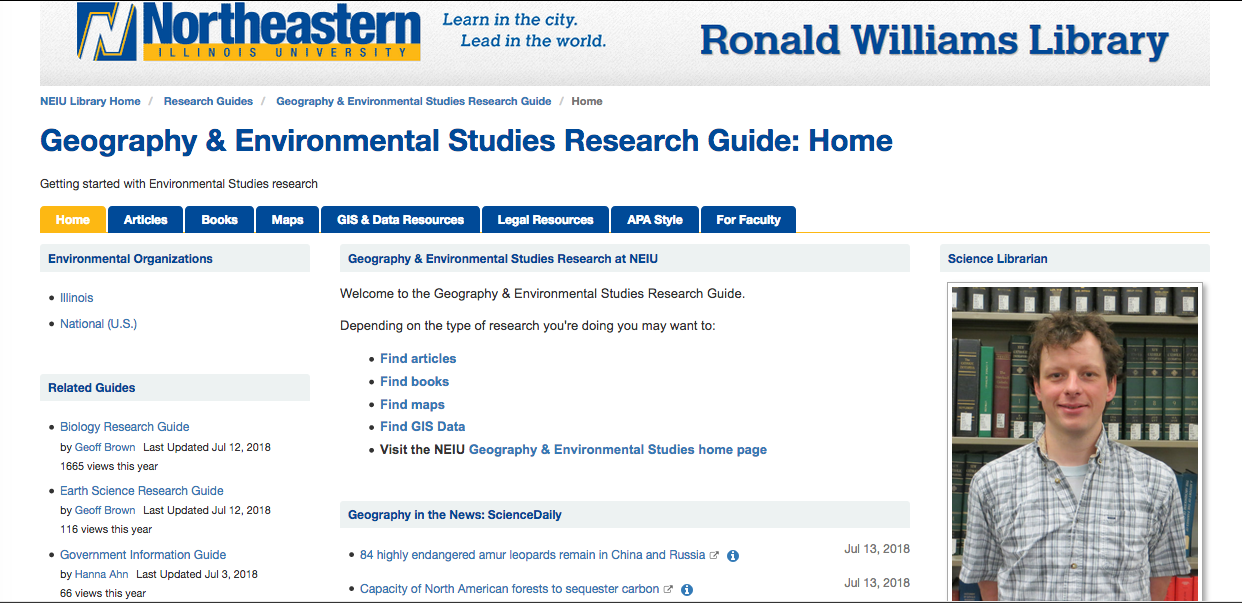 Northeastern
ILLINOIS UNIVERSITY
Learn in the city.
Lead in the world.
Ronald Williams Library
NEIU Library Home / Research Guides / Geography & Environmental Studies Research Guide / Home
Geography & Environmental Studies Research Guide: Home
Getting started with Environmental Studies research
Home Articles Books Maps GIS & Data Resources Legal Resources APA Style For Faculty
Environmental Organizations
• Illinois
• National (U.S.)
Related Guides
• Biology Research Guide
by Geoff Brown Last Updated Jul 12, 2018
1665 views this year
• Earth Science Research Guide
by Geoff Brown Last Updated Jul 12, 2018
116 views this year
• Government Information Guide
by Hanna Ahn Last Updated Jul 3, 2018
66 views this year
Geography & Environmental Studies Research at NEIU
Welcome to the Geography & Environmental Studies Research Guide.
Depending on the type of research you're doing you may want to:
• Find articles
• Find books
• Find maps
• Find GIS Data
• Visit the NEIU Geography & Environmental Studies home page
Geography in the News: ScienceDaily
• 84 highly endangered amur leopards remain in China and Russia Jul 13, 2018
• Capacity of North American forests to sequester carbon Jul 13, 2018
Science Librarian